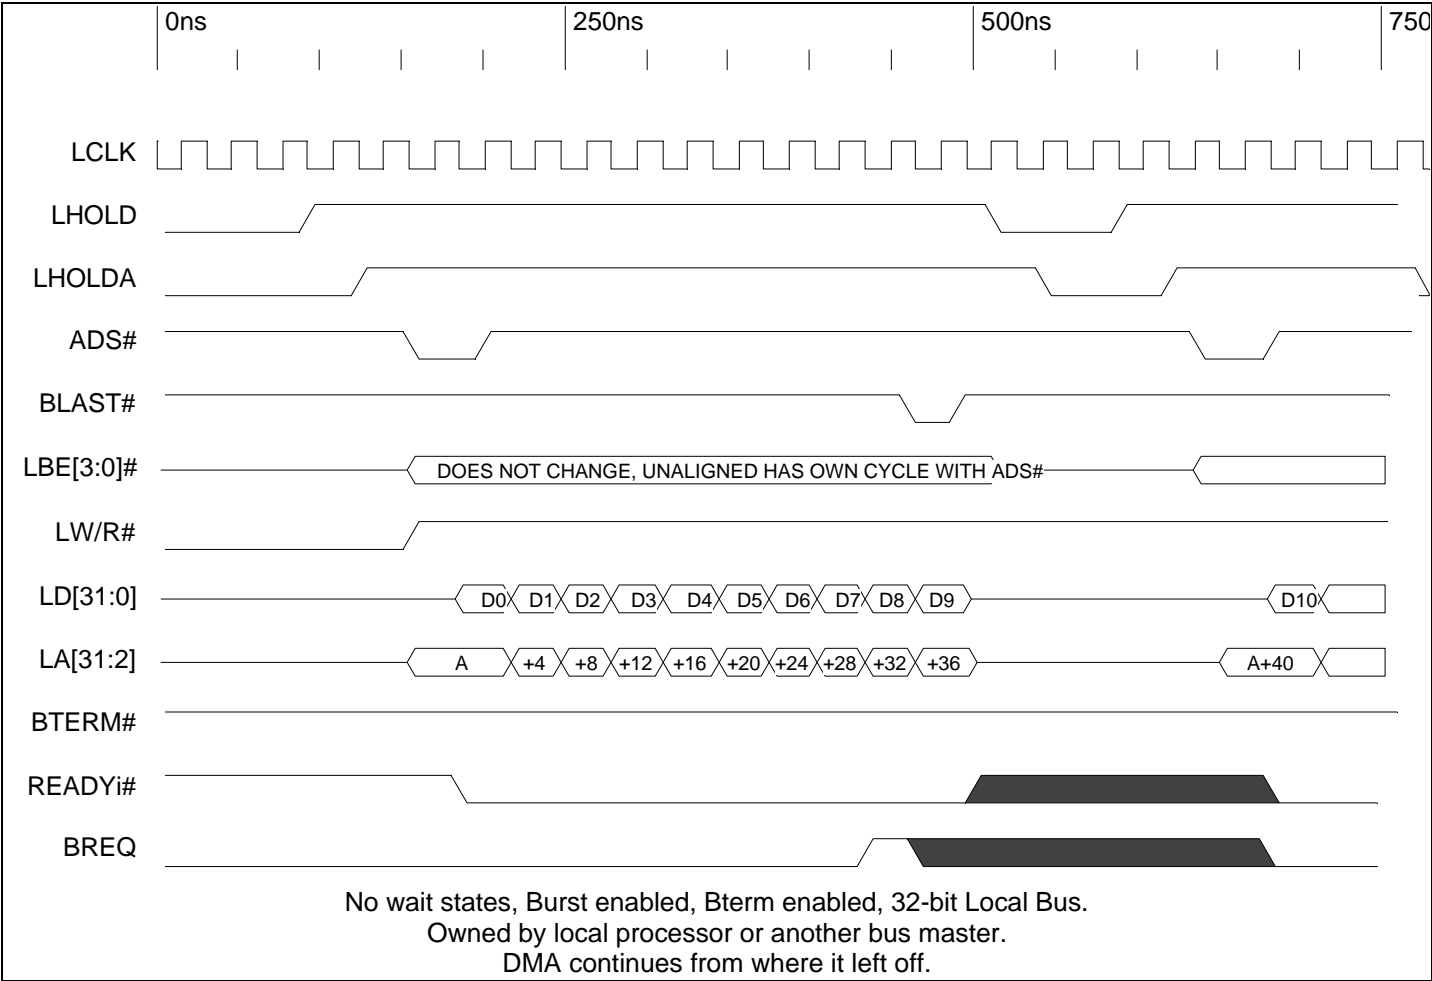 0ns 250ns 500ns 750
LCLK
LHOLD
LHOLDA
ADS#
BLAST#
LBE[3:0]# DOES NOT CHANGE, UNALIGNED HAS OWN CYCLE WITH ADS#
LW/R#
LD[31:0] D0 D1 D2 D3 D4 D5 D6 D7 D8 D9 D10
LA[31:2] A +4 +8 +12 +16 +20 +24 +28 +32 +36 A+40
BTERM#
READYi#
BREQ
No wait states, Burst enabled, Bterm enabled, 32-bit Local Bus.
Owned by local processor or another bus master.
DMA continues from where it left off.